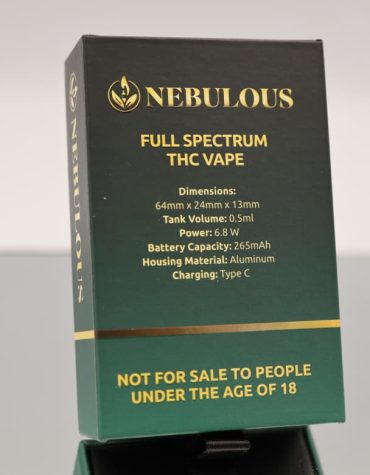 NEBULOUS
NEBULOUS
FULL SPECTRUM
THC VAPE
Dimensions:
64mm x 24mm x 13mm
Tank Volume: 0.5ml
Power: 6.8 W
Battery Capacity: 265mAh
Housing Material: Aluminum
Charging: Type C
NOT FOR SALE TO PEOPLE
UNDER THE AGE OF 18